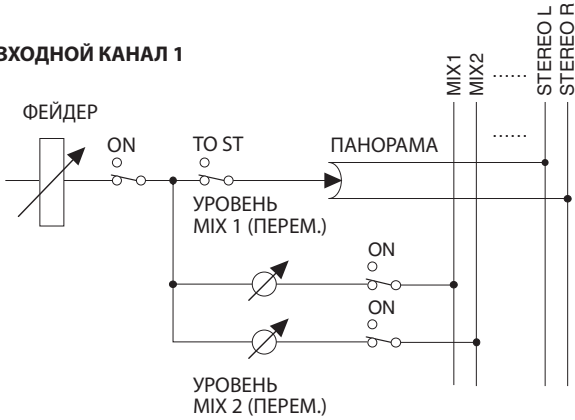 ВХОДНОЙ КАНАЛ 1
MIX1
MIX2
......
STEREO L
STEREO R
ФЕЙДЕР
ON
TO ST
ПАНОРАМА
......
УРОВЕНЬ
MIX 1 (ПЕРЕМ.)
ON
ON
УРОВЕНЬ
MIX 2 (ПЕРЕМ.)